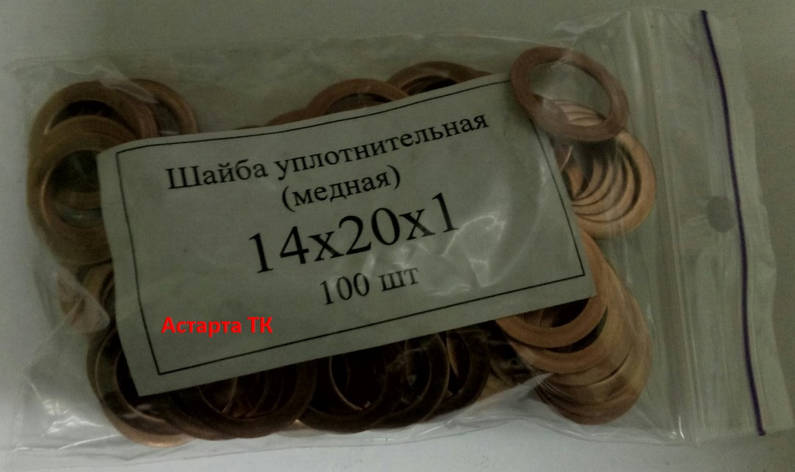 Шайба уплотнительная
(медная)
14х20х1
100 шт
Астарта ТК